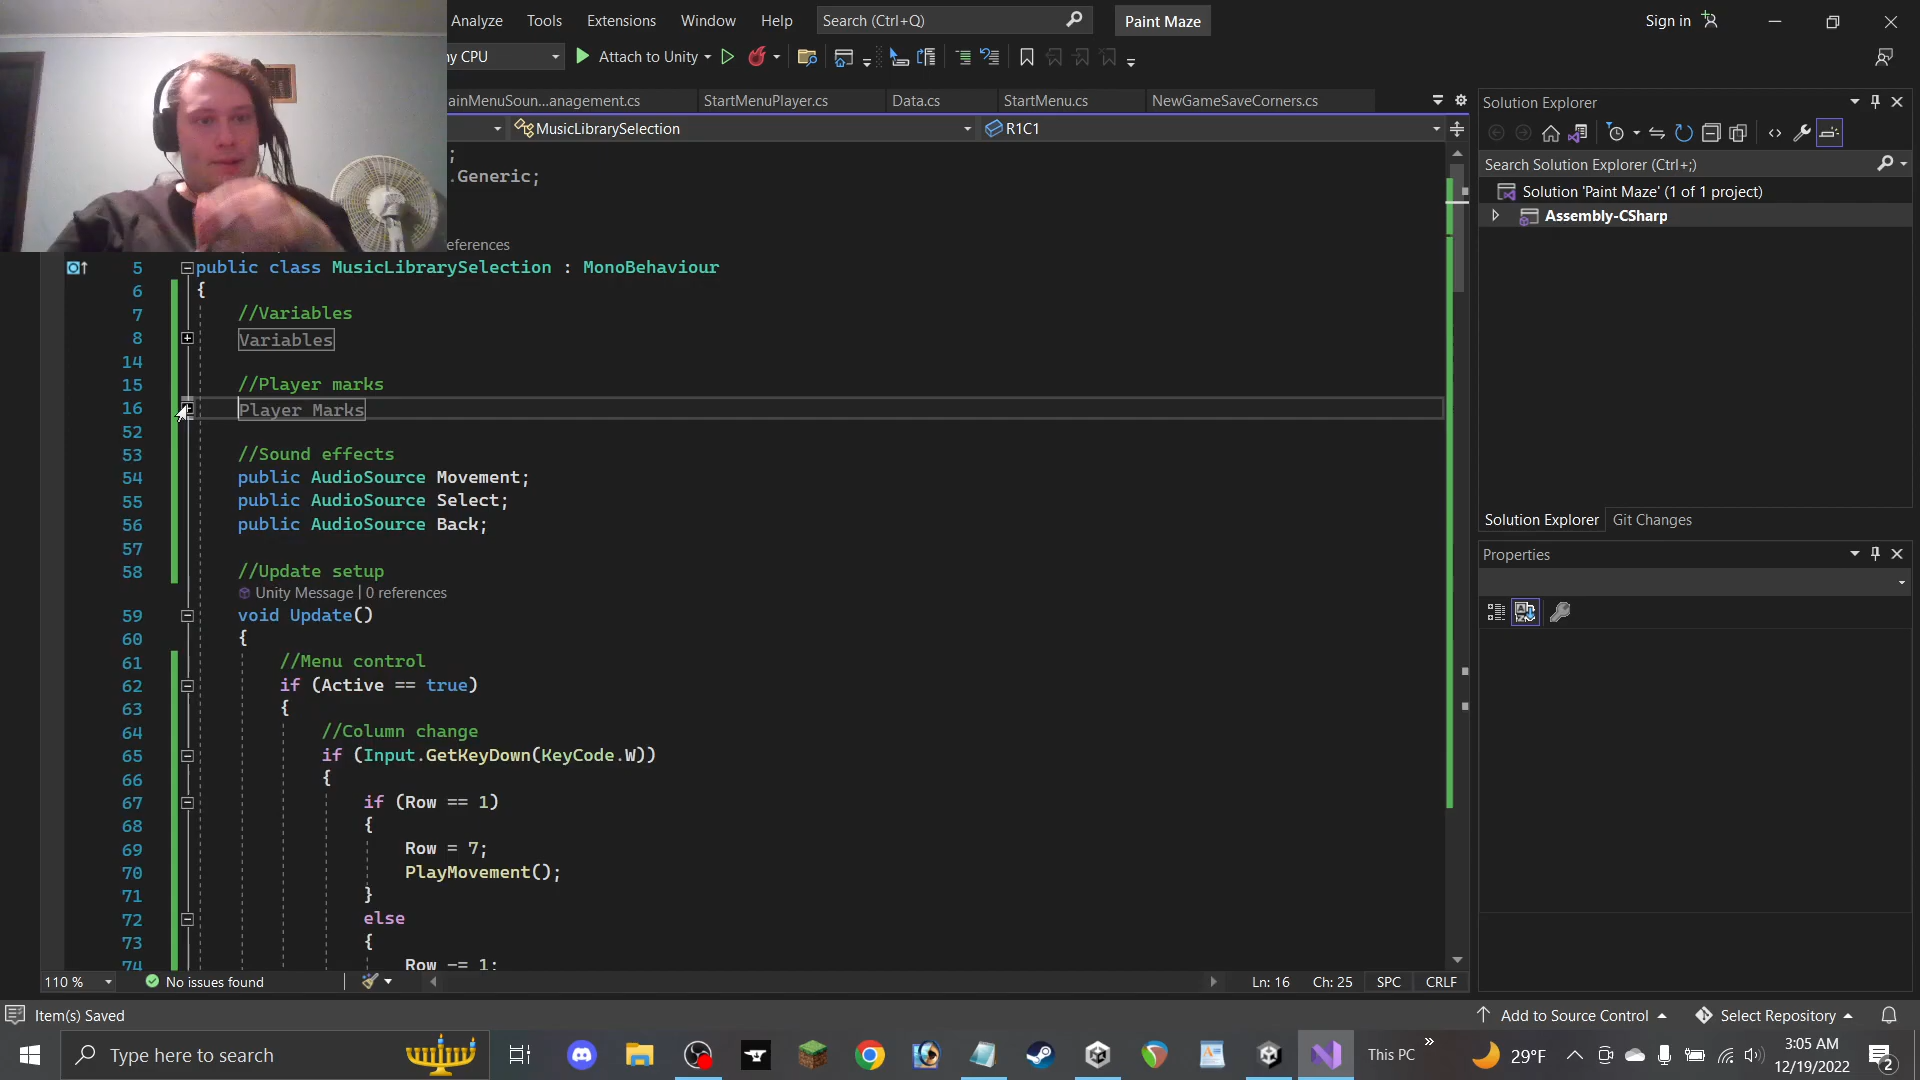 Analyze Tools Extensions Window Help Search (Ctrl+Q) Paint Maze Sign in
ny CPU Attach to Unity
ainMenuSoun...anagement.cs StartMenuPlayer.cs Data.cs StartMenu.cs NewGameSaveCorners.cs
MusicLibrarySelection R1C1
;
.Generic;
eferences
5 public class MusicLibrarySelection : MonoBehaviour
6 {
7 //Variables
8 Variables
14
15 //Player marks
16 Player Marks
52
53 //Sound effects
54 public AudioSource Movement;
55 public AudioSource Select;
56 public AudioSource Back;
57
58 //Update setup
Unity Message | 0 references
59 void Update()
60 {
61 //Menu control
62 if (Active == true)
63 {
64 //Column change
65 if (Input.GetKeyDown(KeyCode.W))
66 {
67 if (Row == 1)
68 {
69 Row = 7;
70 PlayMovement();
71 }
72 else
73 {
74 Row -= 1;
110 % No issues found Ln: 16 Ch: 25 SPC CRLF
Solution Explorer
Search Solution Explorer (Ctrl+;)
Solution 'Paint Maze' (1 of 1 project)
Assembly-CSharp
Solution Explorer Git Changes
Properties
Item(s) Saved Add to Source Control Select Repository
Type here to search This PC 29°F 3:05 AM
12/19/2022
2